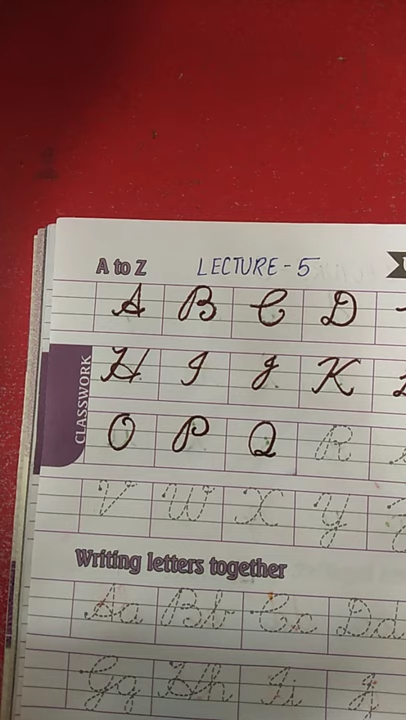 A to Z LECTURE - 5
A B C D
CLASSWORK
H I J K
O P Q R
V W X Y
Writing letters together
Aa Bb Cc Dd
Gg Hh Ii